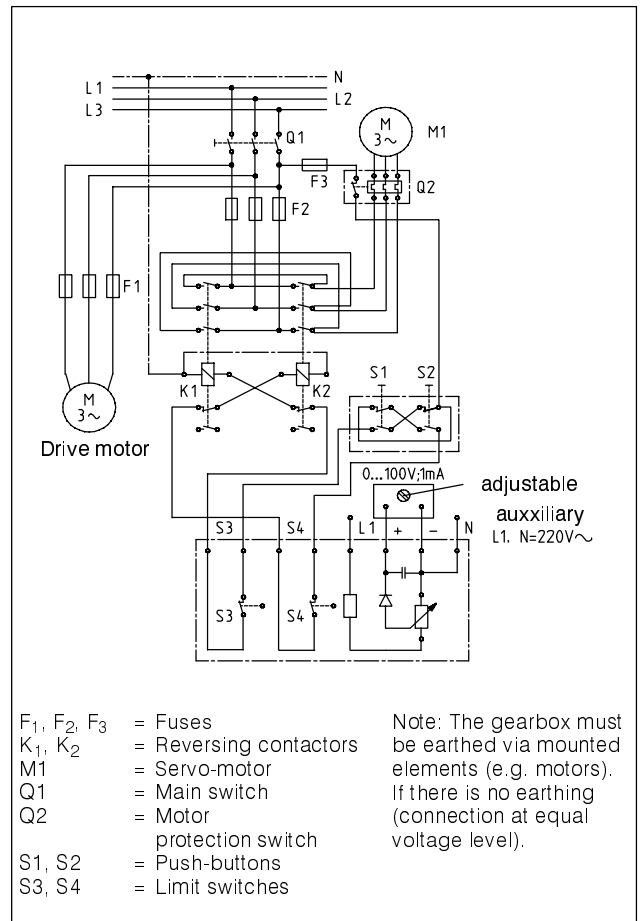 N
L1
L2
L3
Q1
M
3~
M1
F3
Q2
F2
F1
K1
K2
S1
S2
M
3~
Drive motor
0...100V;1mA
adjustable
auxxiliary
L1. N=220V~
S3
S4
L1
+
–
N
S3
S4
F1, F2, F3 = Fuses
K1, K2 = Reversing contactors
M1 = Servo-motor
Q1 = Main switch
Q2 = Motor
protection switch
S1, S2 = Push-buttons
S3, S4 = Limit switches
Note: The gearbox must
be earthed via mounted
elements (e.g. motors).
If there is no earthing
(connection at equal
voltage level).